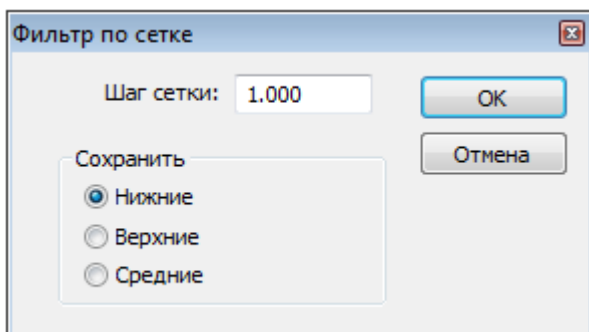 Фильтр по сетке
Шаг сетки: 1.000
OK
Отмена
Сохранить
Нижние
Верхние
Средние